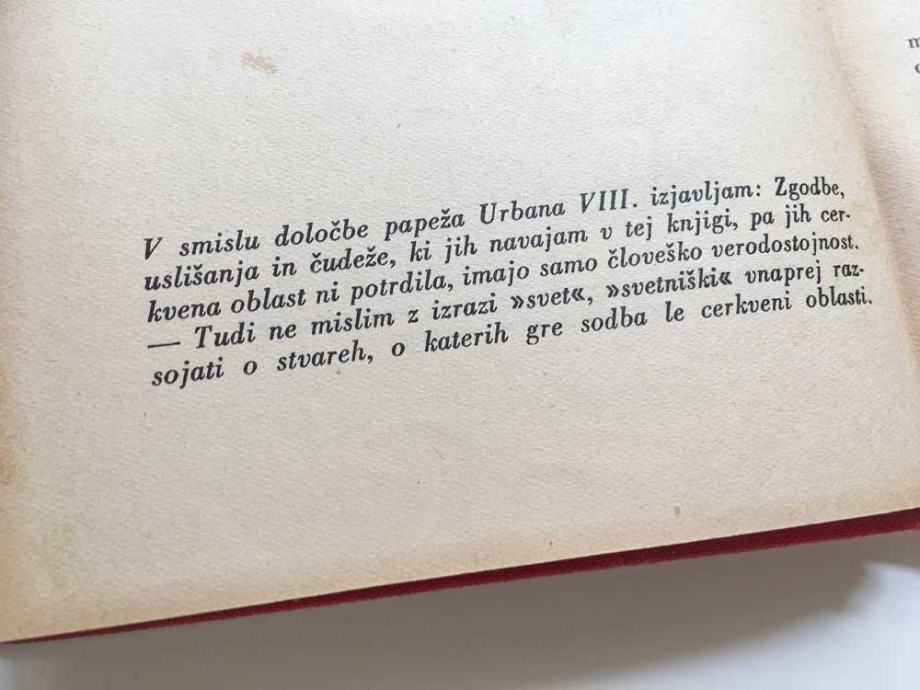 V smislu določbe papeža Urbana VIII. izjavljam: Zgodbe,
uslišanja in čudeže, ki jih navajam v tej knjigi, pa jih cer-
kvena oblast ni potrdila, imajo samo človeško verodostojnost.
— Tudi ne mislim z izrazi »svet«, »svetniški« vnaprej raz-
sojati o stvareh, o katerih gre sodba le cerkveni oblasti.